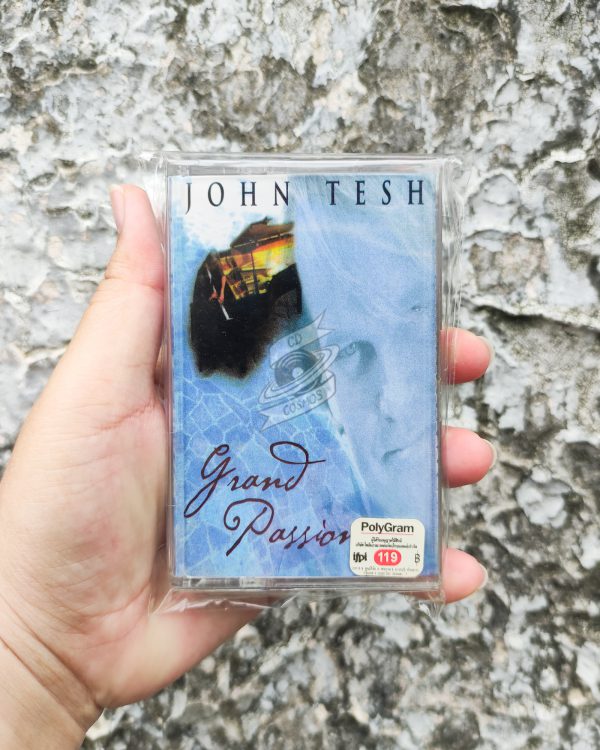 JOHN TESH
CD
COSMOS
Grand
Passion
PolyGram
ifpi 119 ฿